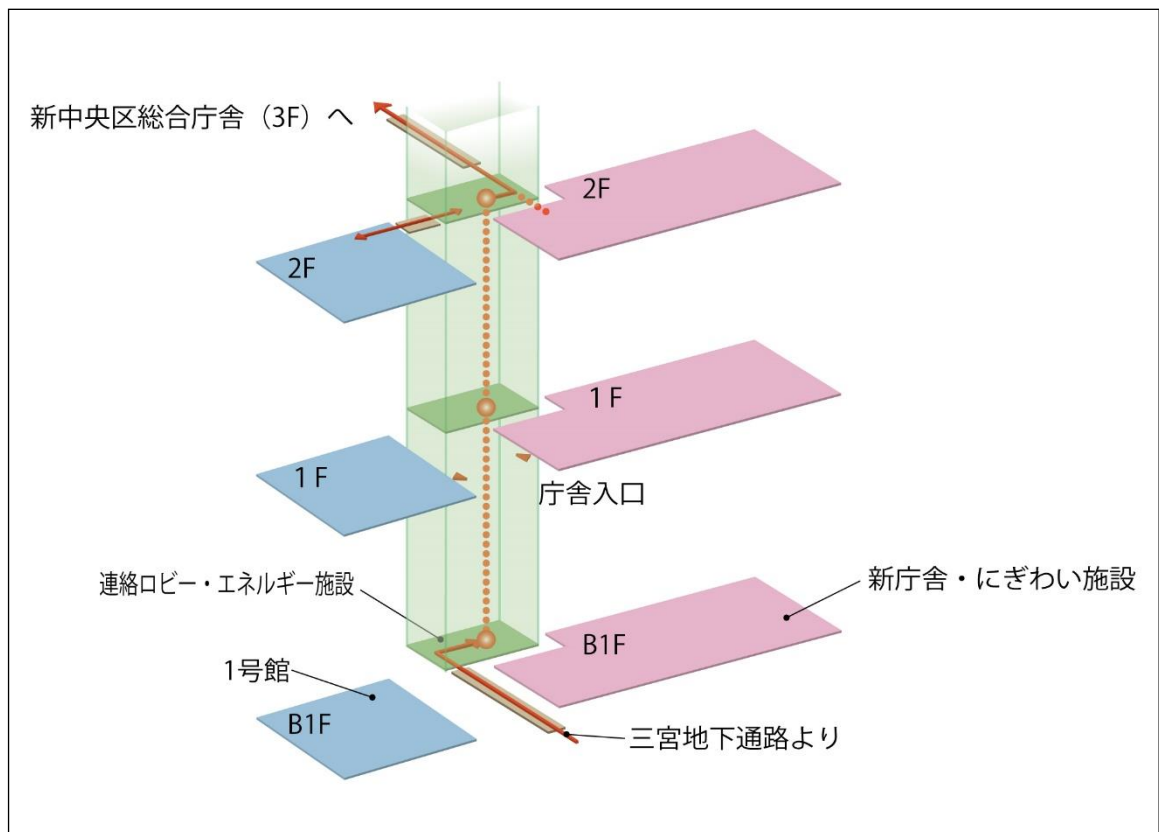 新中央区総合庁舎（3F）へ
2F
2F
1F
1F
庁舎入口
連絡ロビー・エネルギー施設
新庁舎・にぎわい施設
B1F
1号館
B1F
三宮地下通路より